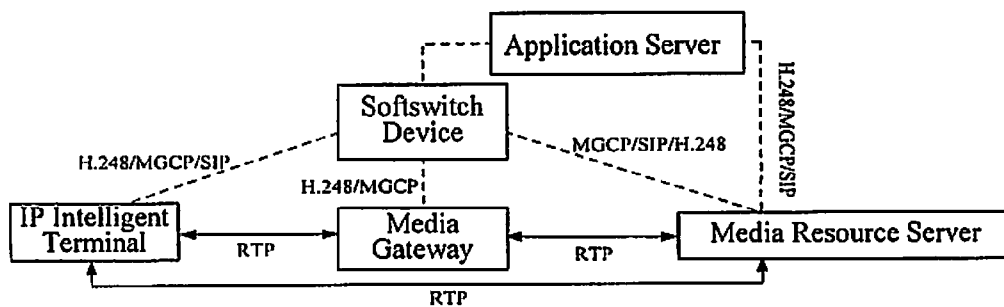 Application Server
Softswitch
Device
H.248/MGCP/SIP
H.248/MGCP/SIP
MGCP/SIP/H.248
H.248/MGCP
IP Intelligent
Terminal
Media
Gateway
Media Resource Server
RTP
RTP
RTP